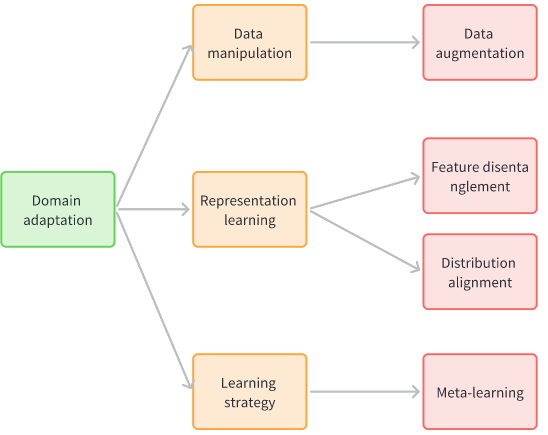 Data
manipulation
Data
augmentation
Domain
adaptation
Representation
learning
Feature disenta
nglement
Distribution
alignment
Learning
strategy
Meta-learning